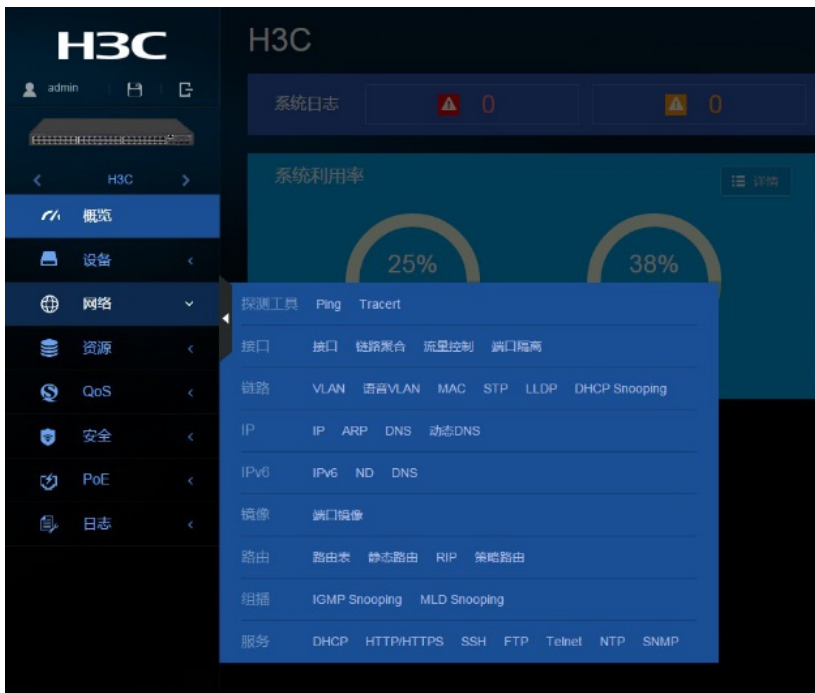 H3C
admin
H3C
概览
设备
网络
资源
QoS
安全
PoE
日志
H3C
系统日志 0 0
系统利用率 详情
25% 38%
探测工具 Ping Tracert
接口 接口 链路聚合 流量控制 端口隔离
链路 VLAN 语音VLAN MAC STP LLDP DHCP Snooping
IP IP ARP DNS 动态DNS
IPv6 IPv6 ND DNS
镜像 端口镜像
路由 路由表 静态路由 RIP 策略路由
组播 IGMP Snooping MLD Snooping
服务 DHCP HTTP/HTTPS SSH FTP Telnet NTP SNMP